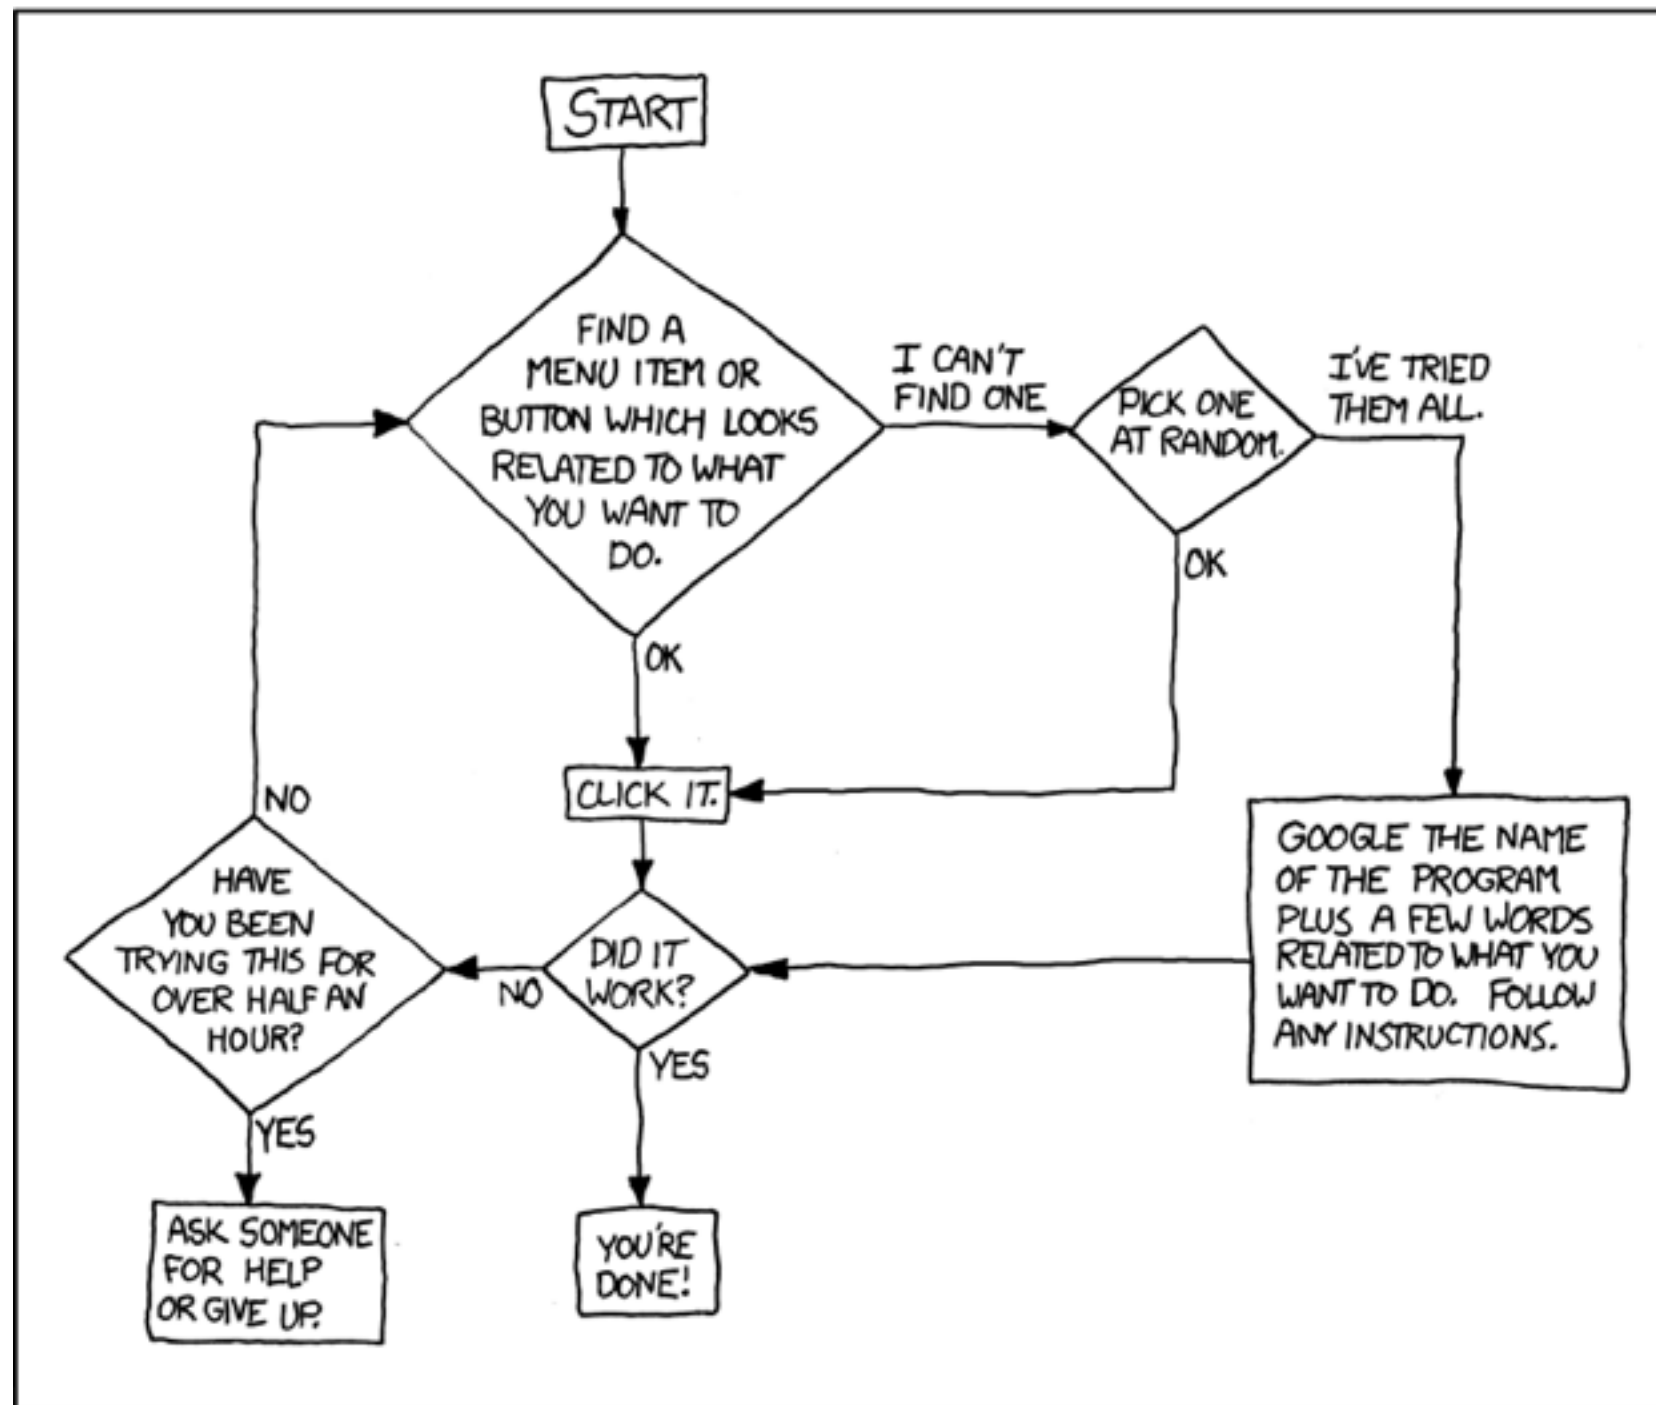 START
FIND A
MENU ITEM OR
BUTTON WHICH LOOKS
RELATED TO WHAT
YOU WANT TO
DO.
I CAN'T
FIND ONE
PICK ONE
AT RANDOM.
I'VE TRIED
THEM ALL.
OK
OK
CLICK IT.
NO
GOOGLE THE NAME
OF THE PROGRAM
PLUS A FEW WORDS
RELATED TO WHAT YOU
WANT TO DO. FOLLOW
ANY INSTRUCTIONS.
HAVE
YOU BEEN
TRYING THIS FOR
OVER HALF AN
HOUR?
NO
DID IT
WORK?
YES
YES
ASK SOMEONE
FOR HELP
OR GIVE UP.
YOU'RE
DONE!